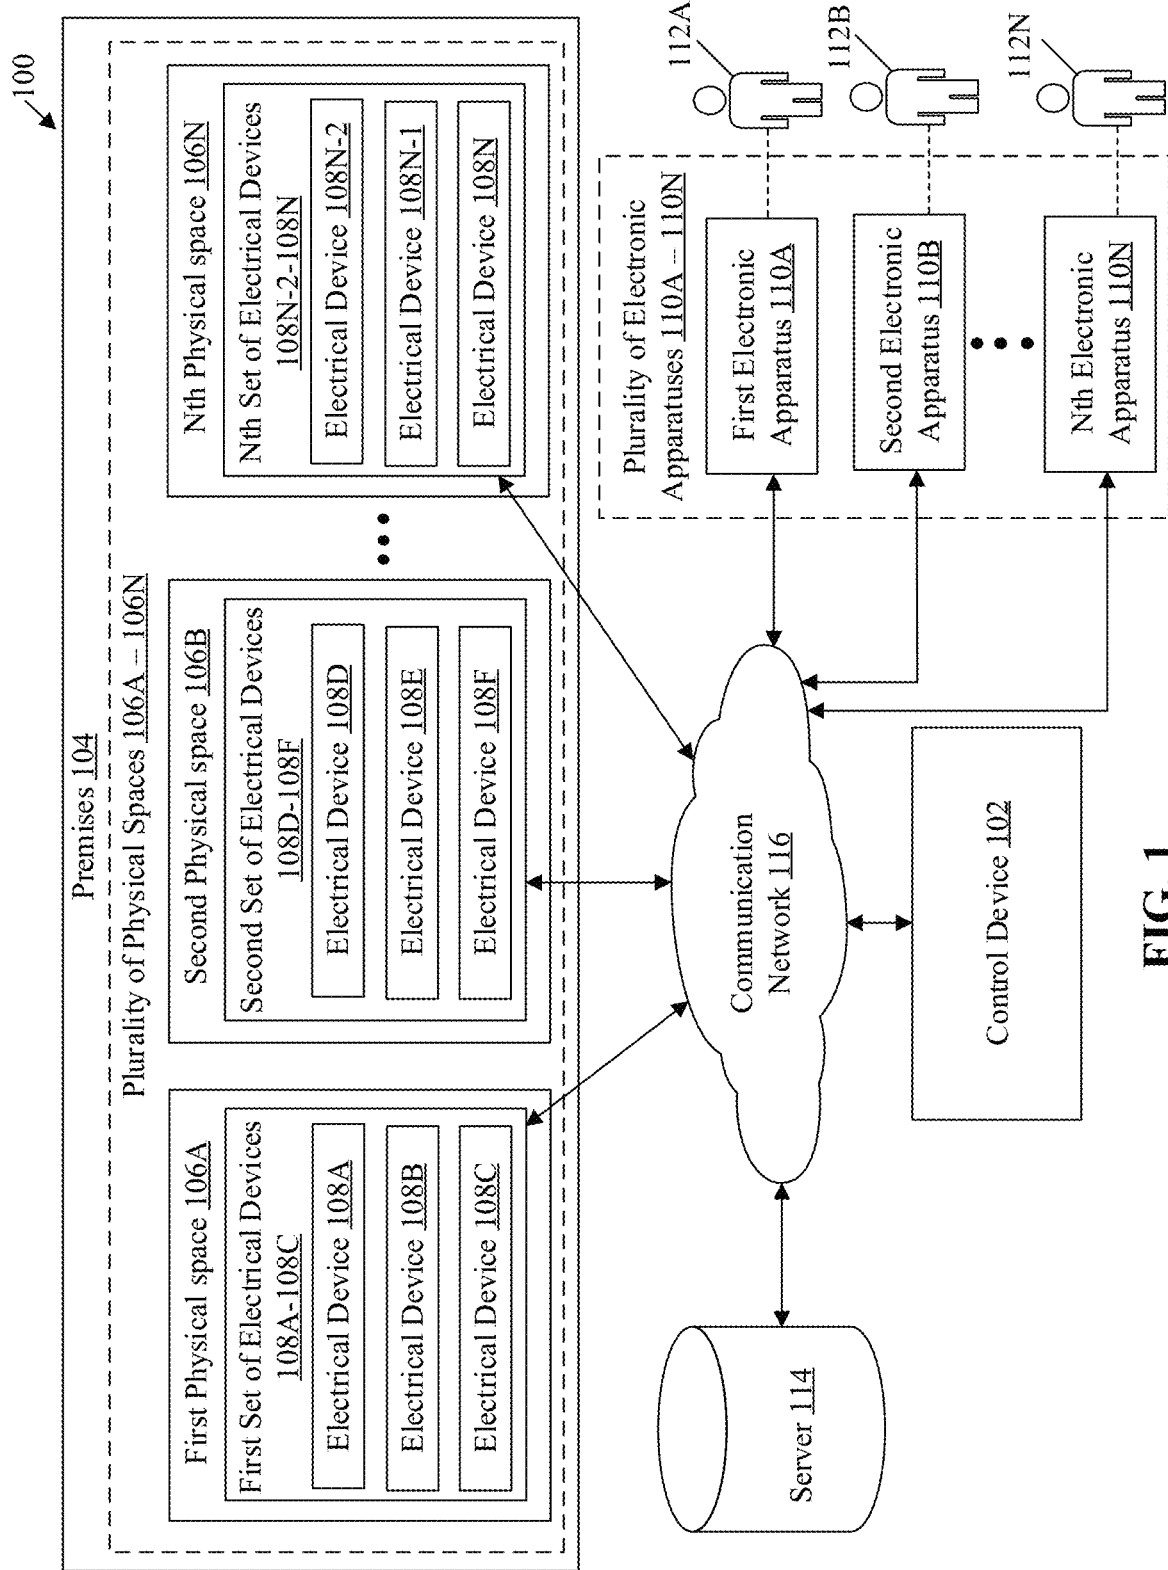 100
Premises 104
Plurality of Physical Spaces 106A – 106N
First Physical space 106A
First Set of Electrical Devices
108A-108C
Electrical Device 108A
Electrical Device 108B
Electrical Device 108C
Second Physical space 106B
Second Set of Electrical Devices
108D-108F
Electrical Device 108D
Electrical Device 108E
Electrical Device 108F
Nth Physical space 106N
Nth Set of Electrical Devices
108N-2-108N
Electrical Device 108N-2
Electrical Device 108N-1
Electrical Device 108N
Server 114
Communication
Network 116
Control Device 102
Plurality of Electronic
Apparatuses 110A – 110N
First Electronic
Apparatus 110A
Second Electronic
Apparatus 110B
Nth Electronic
Apparatus 110N
112A
112B
112N
FIG. 1